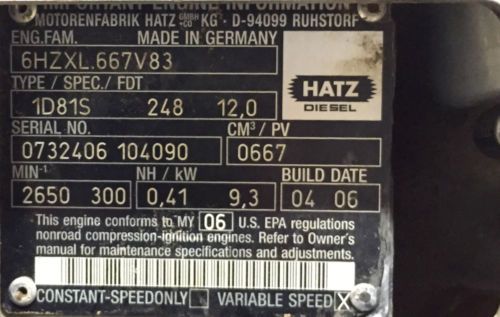 IMPORTANT ENGINE INFORMATION
MOTORENFABRIK HATZ GMBH +CO KG · D-94099 RUHSTORF
ENG.FAM. MADE IN GERMANY
6HZXL.667V83
TYPE / SPEC./ FDT
1D81S 248 12,0
HATZ
DIESEL
SERIAL NO. CM³ / PV
0732406 104090 0667
MIN⁻¹ NH / kW BUILD DATE
2650 300 0,41 9,3 04 06
This engine conforms to MY 06 U.S. EPA regulations
nonroad compression-ignition engines. Refer to Owner's
manual for maintenance specifications and adjustments.
CONSTANT-SPEEDONLY VARIABLE SPEED X